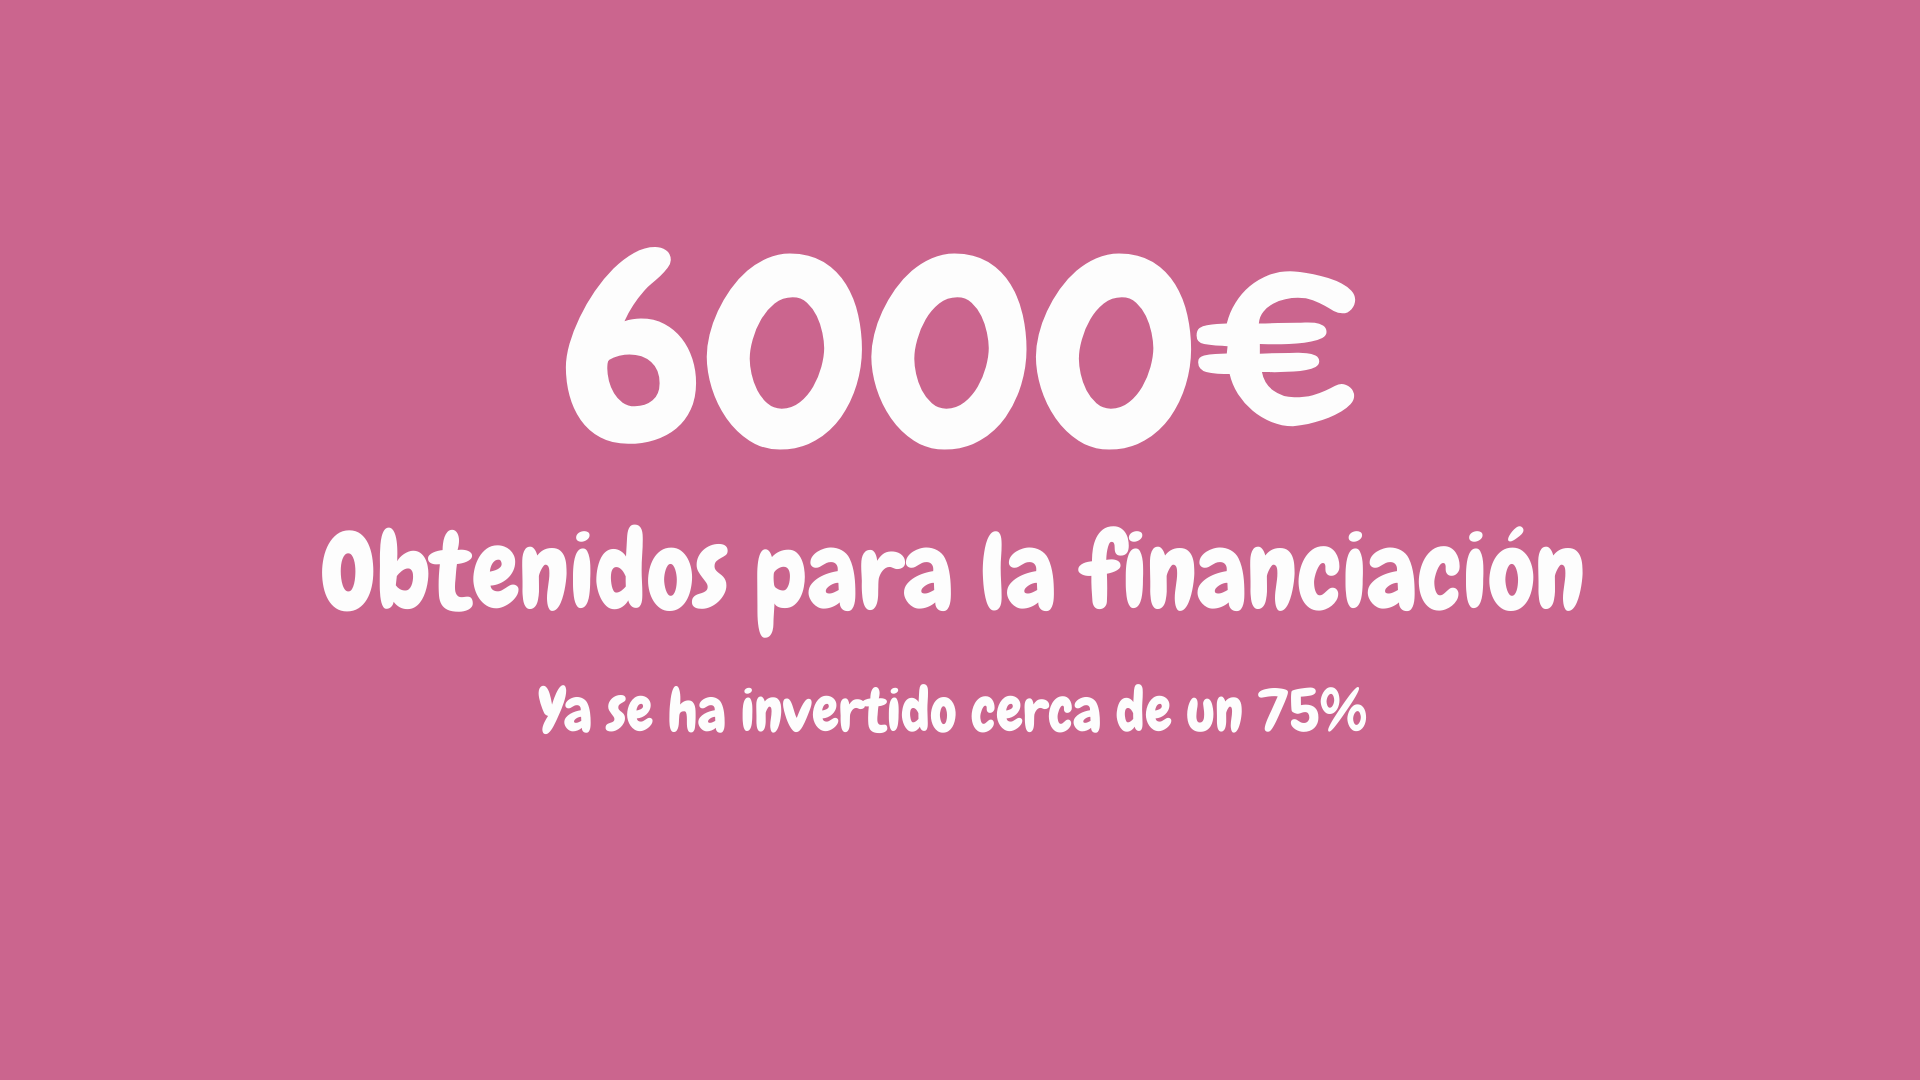 6000€
Obtenidos para la financiación
Ya se ha invertido cerca de un 75%